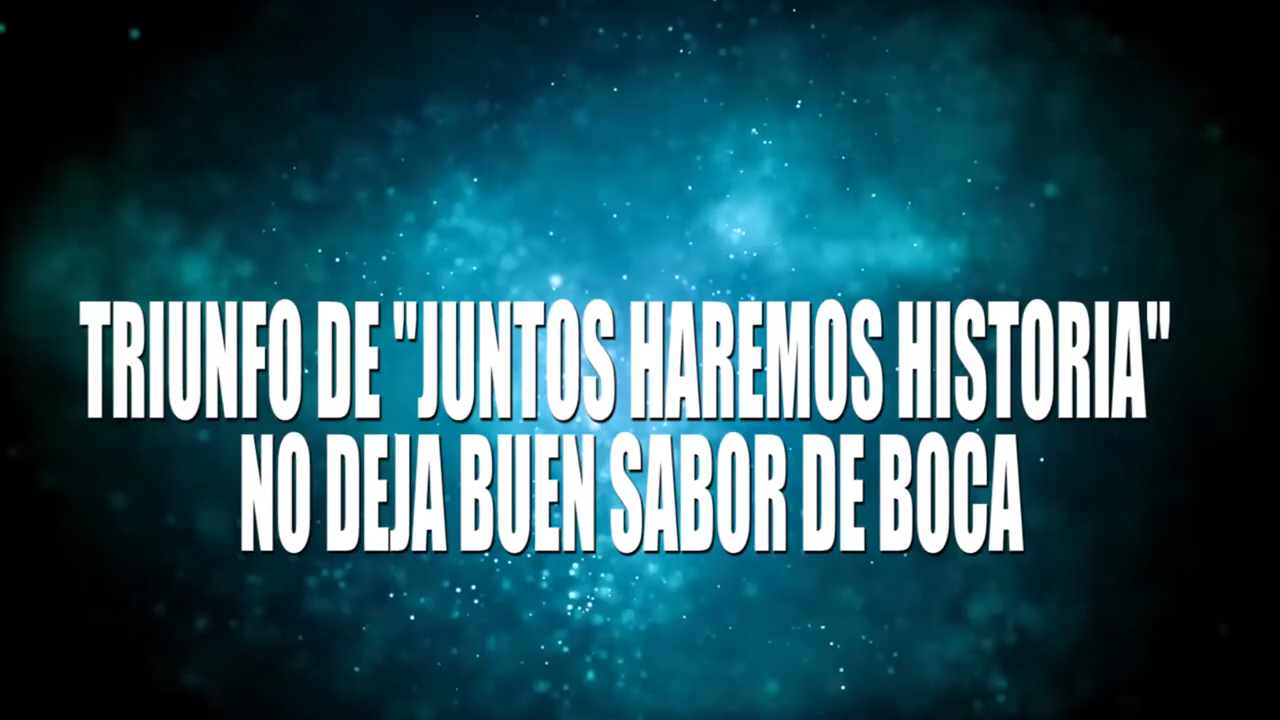 TRIUNFO DE "JUNTOS HAREMOS HISTORIA"
NO DEJA BUEN SABOR DE BOCA